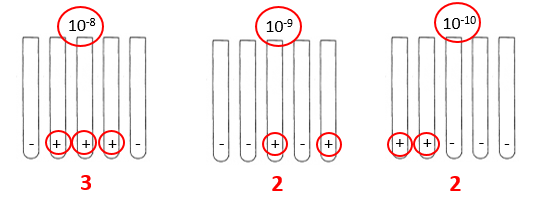 10⁻⁸ 10⁻⁹ 10⁻¹⁰
- + + + - - - + - + + + - - -
3 2 2